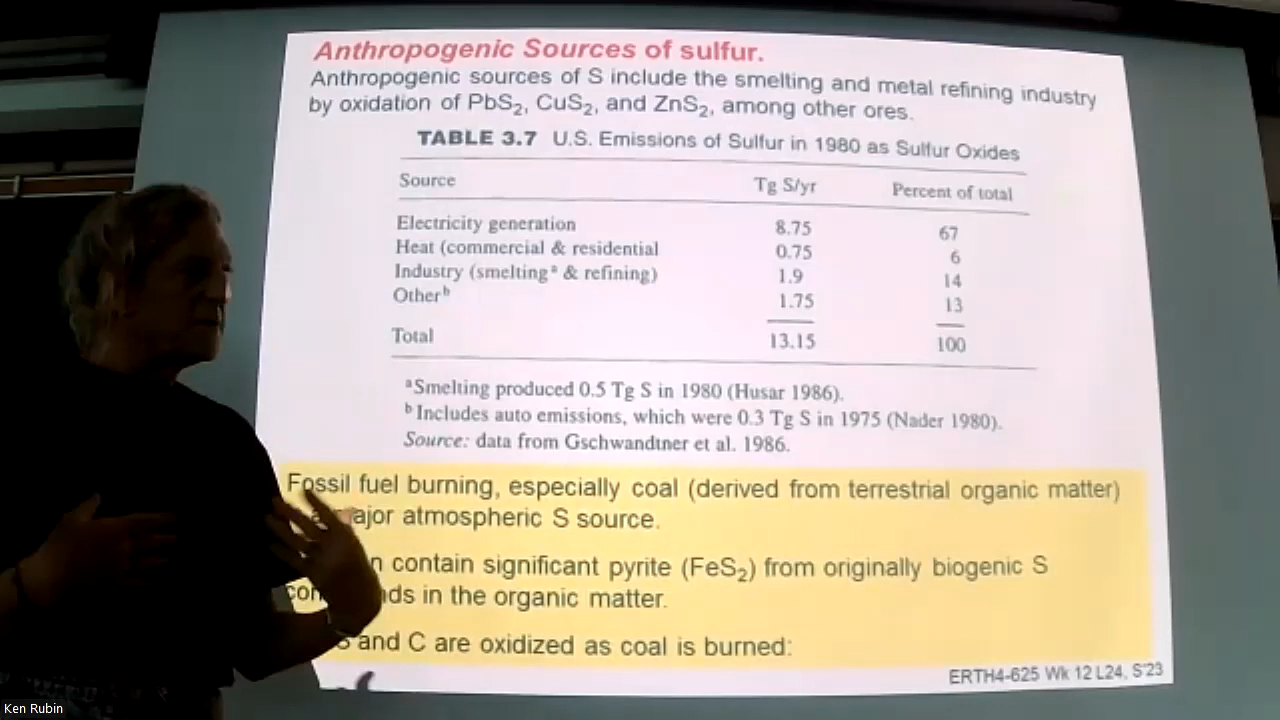 Anthropogenic Sources of sulfur.
Anthropogenic sources of S include the smelting and metal refining industry
by oxidation of PbS₂, CuS₂, and ZnS₂, among other ores.
TABLE 3.7 U.S. Emissions of Sulfur in 1980 as Sulfur Oxides
Source Tg S/yr Percent of total
Electricity generation 8.75 67
Heat (commercial & residential 0.75 6
Industry (smeltingᵃ & refining) 1.9 14
Otherᵇ 1.75 13
Total 13.15 100
ᵃSmelting produced 0.5 Tg S in 1980 (Husar 1986).
ᵇIncludes auto emissions, which were 0.3 Tg S in 1975 (Nader 1980).
Source: data from Gschwandtner et al. 1986.
Fossil fuel burning, especially coal (derived from terrestrial organic matter)
atmospheric S source.
contain significant pyrite (FeS₂) from originally biogenic S
in the organic matter.
and C are oxidized as coal is burned:
ERTH4-625 Wk 12 L24, S'23
Ken Rubin